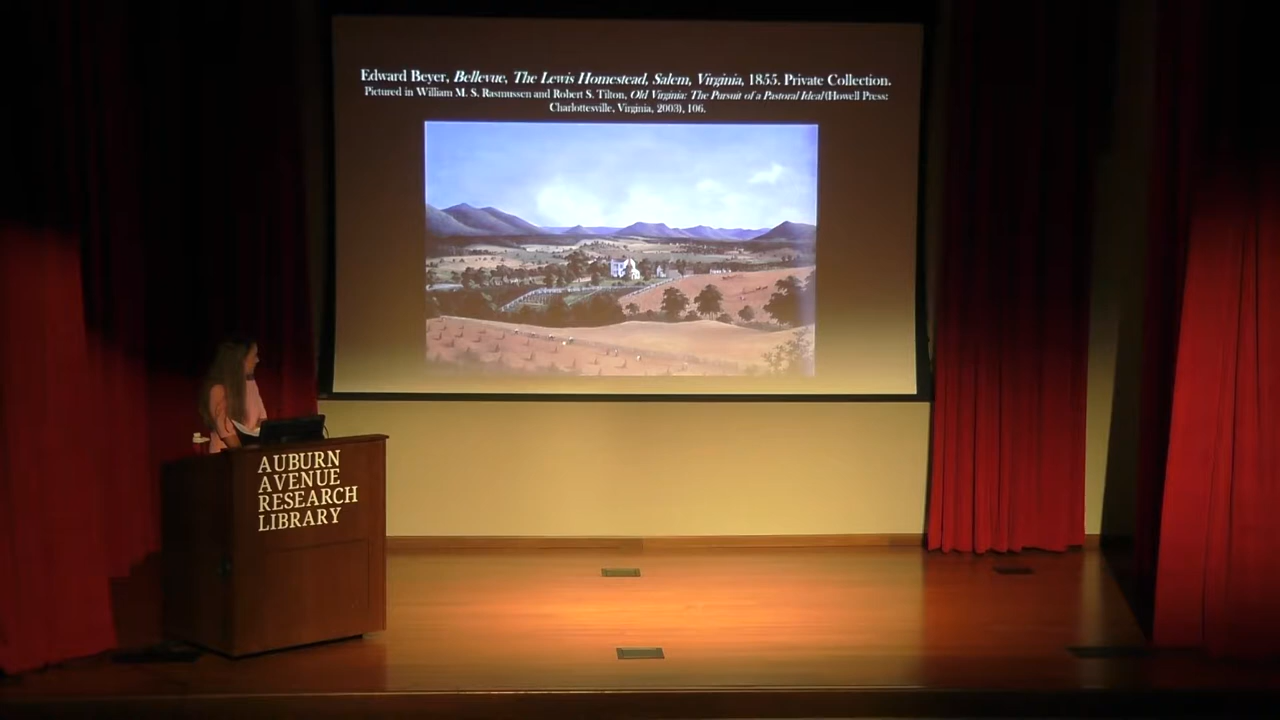 Edward Beyer, Bellevue, The Lewis Homestead, Salem, Virginia, 1855. Private Collection.
Pictured in William M. S. Rasmussen and Robert S. Tilton, Old Virginia: The Pursuit of a Pastoral Ideal (Howell Press:
Charlottesville, Virginia, 2003), 106.
AUBURN
AVENUE
RESEARCH
LIBRARY